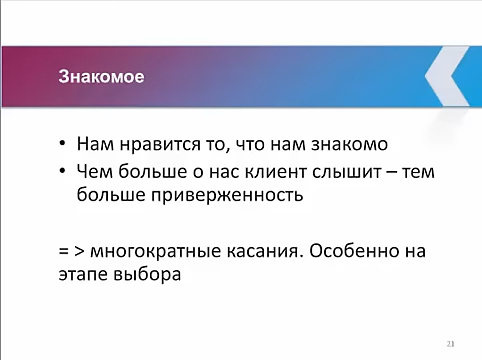 Знакомое
• Нам нравится то, что нам знакомо
• Чем больше о нас клиент слышит – тем
больше приверженность
= > многократные касания. Особенно на
этапе выбора
21